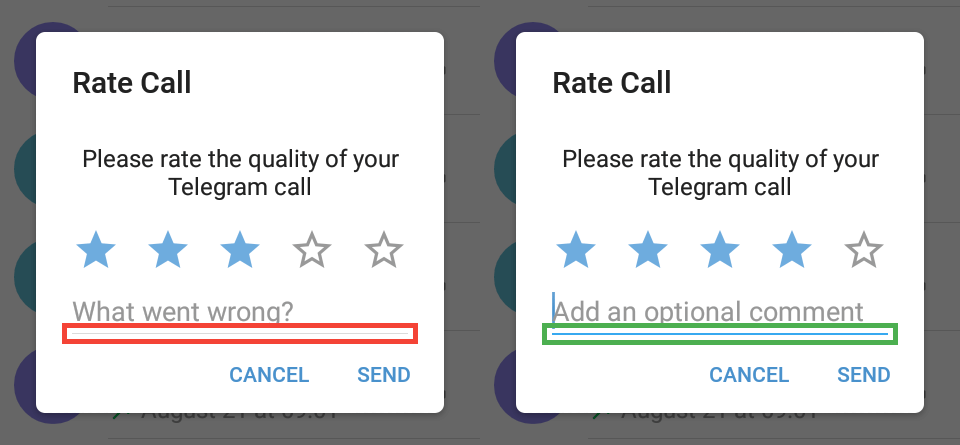 Rate Call
Please rate the quality of your
Telegram call
What went wrong?
CANCEL SEND
August 21 at 09:01
Rate Call
Please rate the quality of your
Telegram call
Add an optional comment
CANCEL SEND
August 21 at 09:01